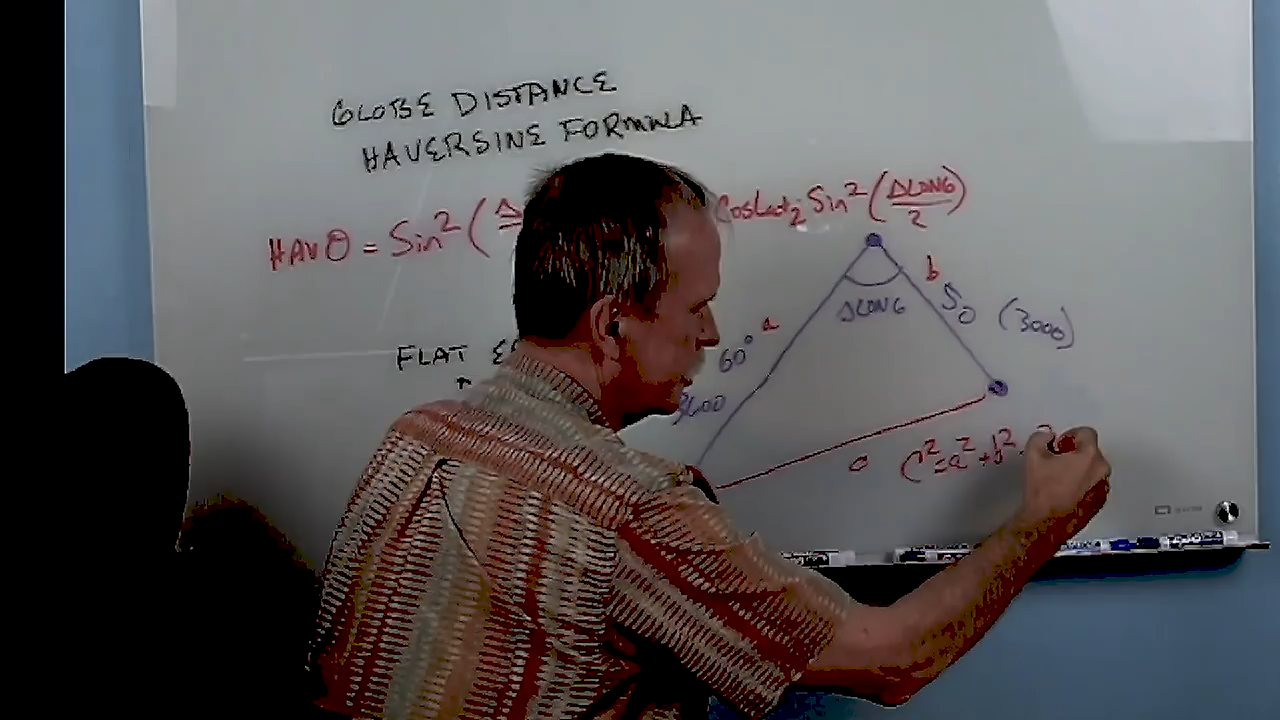 GLOBE DISTANCE
HAVERSINE FORMULA
HAV θ = Sin² (Δ
CosLat₂ Sin² (ΔLONG/2)
b
50 (3000)
ΔLONG
a
60°
3600
FLAT
c
C²=a²+b²-2